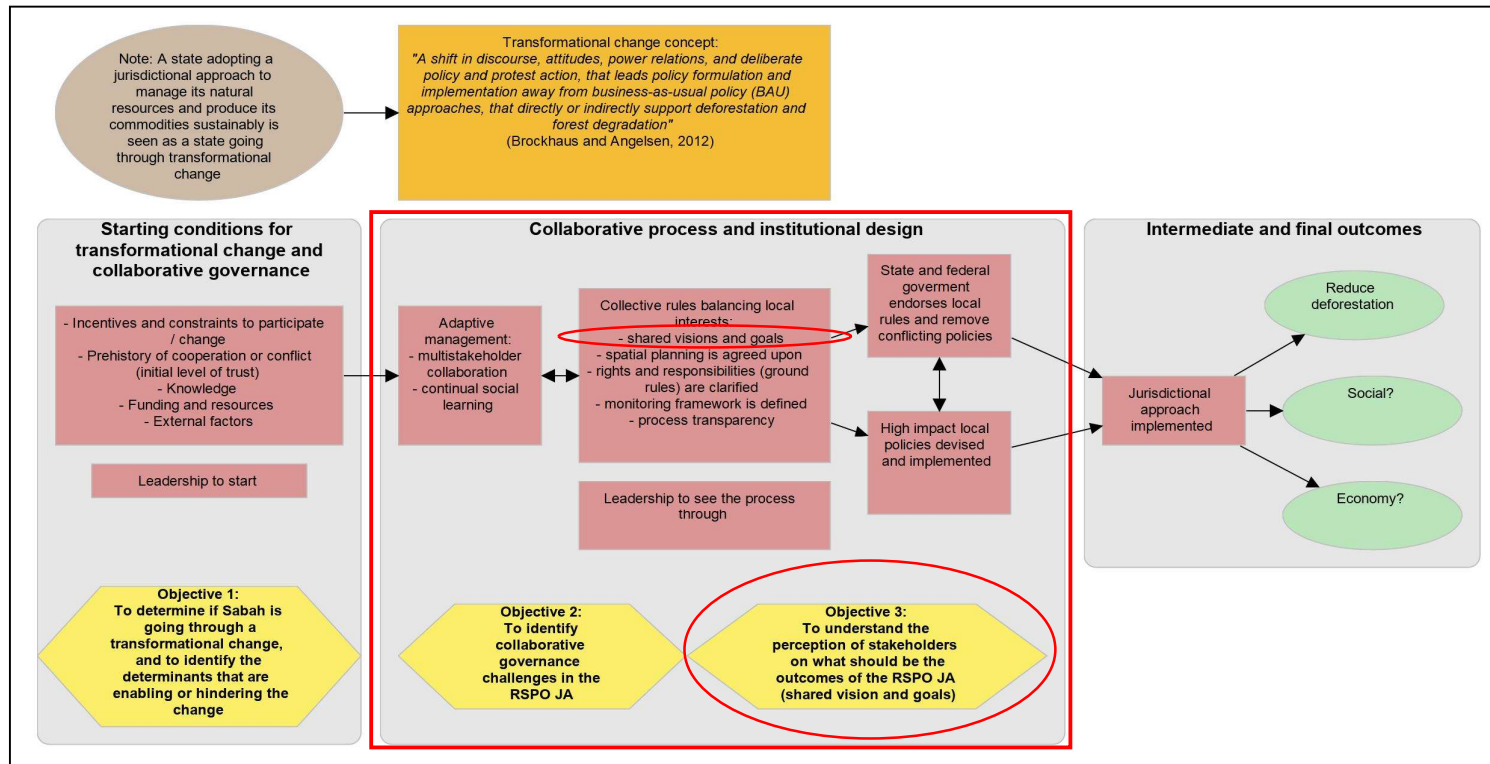 Note: A state adopting a
jurisdictional approach to
manage its natural
resources and produce its
commodities sustainably is
seen as a state going
through transformational
change
Transformational change concept:
"A shift in discourse, attitudes, power relations, and deliberate
policy and protest action, that leads policy formulation and
implementation away from business-as-usual policy (BAU)
approaches, that directly or indirectly support deforestation and
forest degradation"
(Brockhaus and Angelsen, 2012)
Starting conditions for
transformational change and
collaborative governance
- Incentives and constraints to participate
/ change
- Prehistory of cooperation or conflict
(initial level of trust)
- Knowledge
- Funding and resources
- External factors
Leadership to start
Objective 1:
To determine if Sabah is
going through a
transformational change,
and to identify the
determinants that are
enabling or hindering the
change
Collaborative process and institutional design
Adaptive
management:
- multistakeholder
collaboration
- continual social
learning
Collective rules balancing local
interests:
- shared visions and goals
- spatial planning is agreed upon
- rights and responsibilities (ground
rules) are clarified
- monitoring framework is defined
- process transparency
Leadership to see the process
through
State and federal
goverment
endorses local
rules and remove
conflicting policies
High impact local
policies devised
and implemented
Objective 2:
To identify
collaborative
governance
challenges in the
RSPO JA
Objective 3:
To understand the
perception of stakeholders
on what should be the
outcomes of the RSPO JA
(shared vision and goals)
Intermediate and final outcomes
Jurisdictional
approach
implemented
Reduce
deforestation
Social?
Economy?